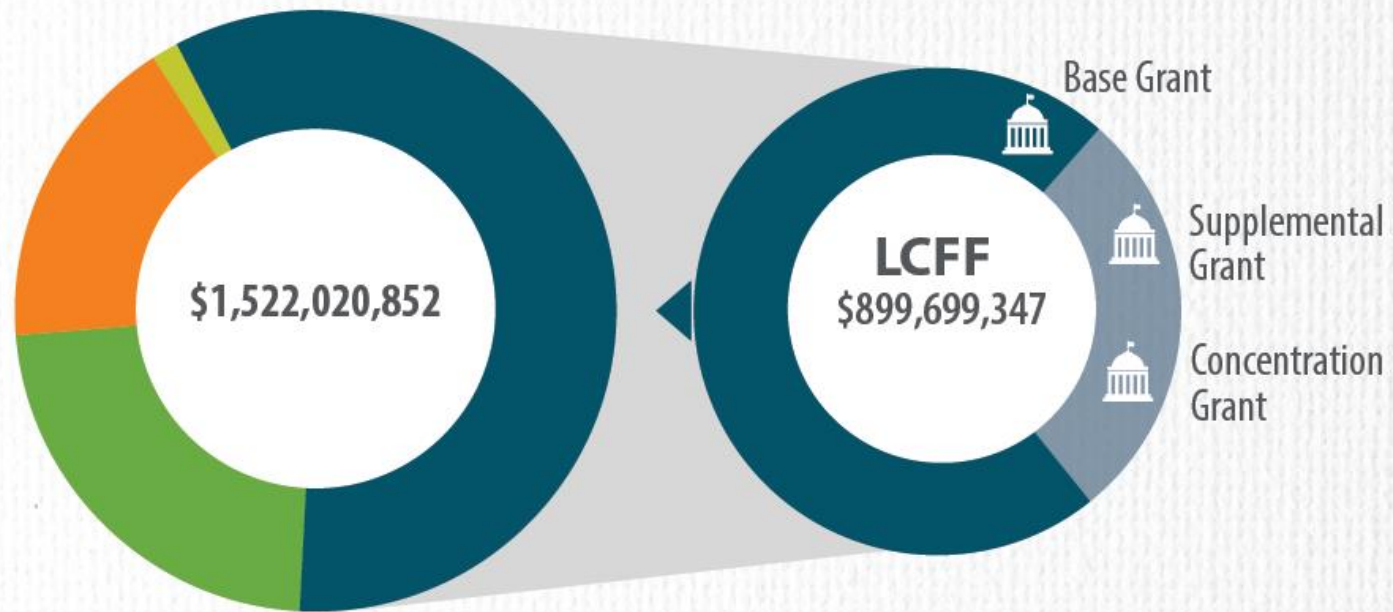 $1,522,020,852
LCFF
$899,699,347
Base Grant
Supplemental
Grant
Concentration
Grant